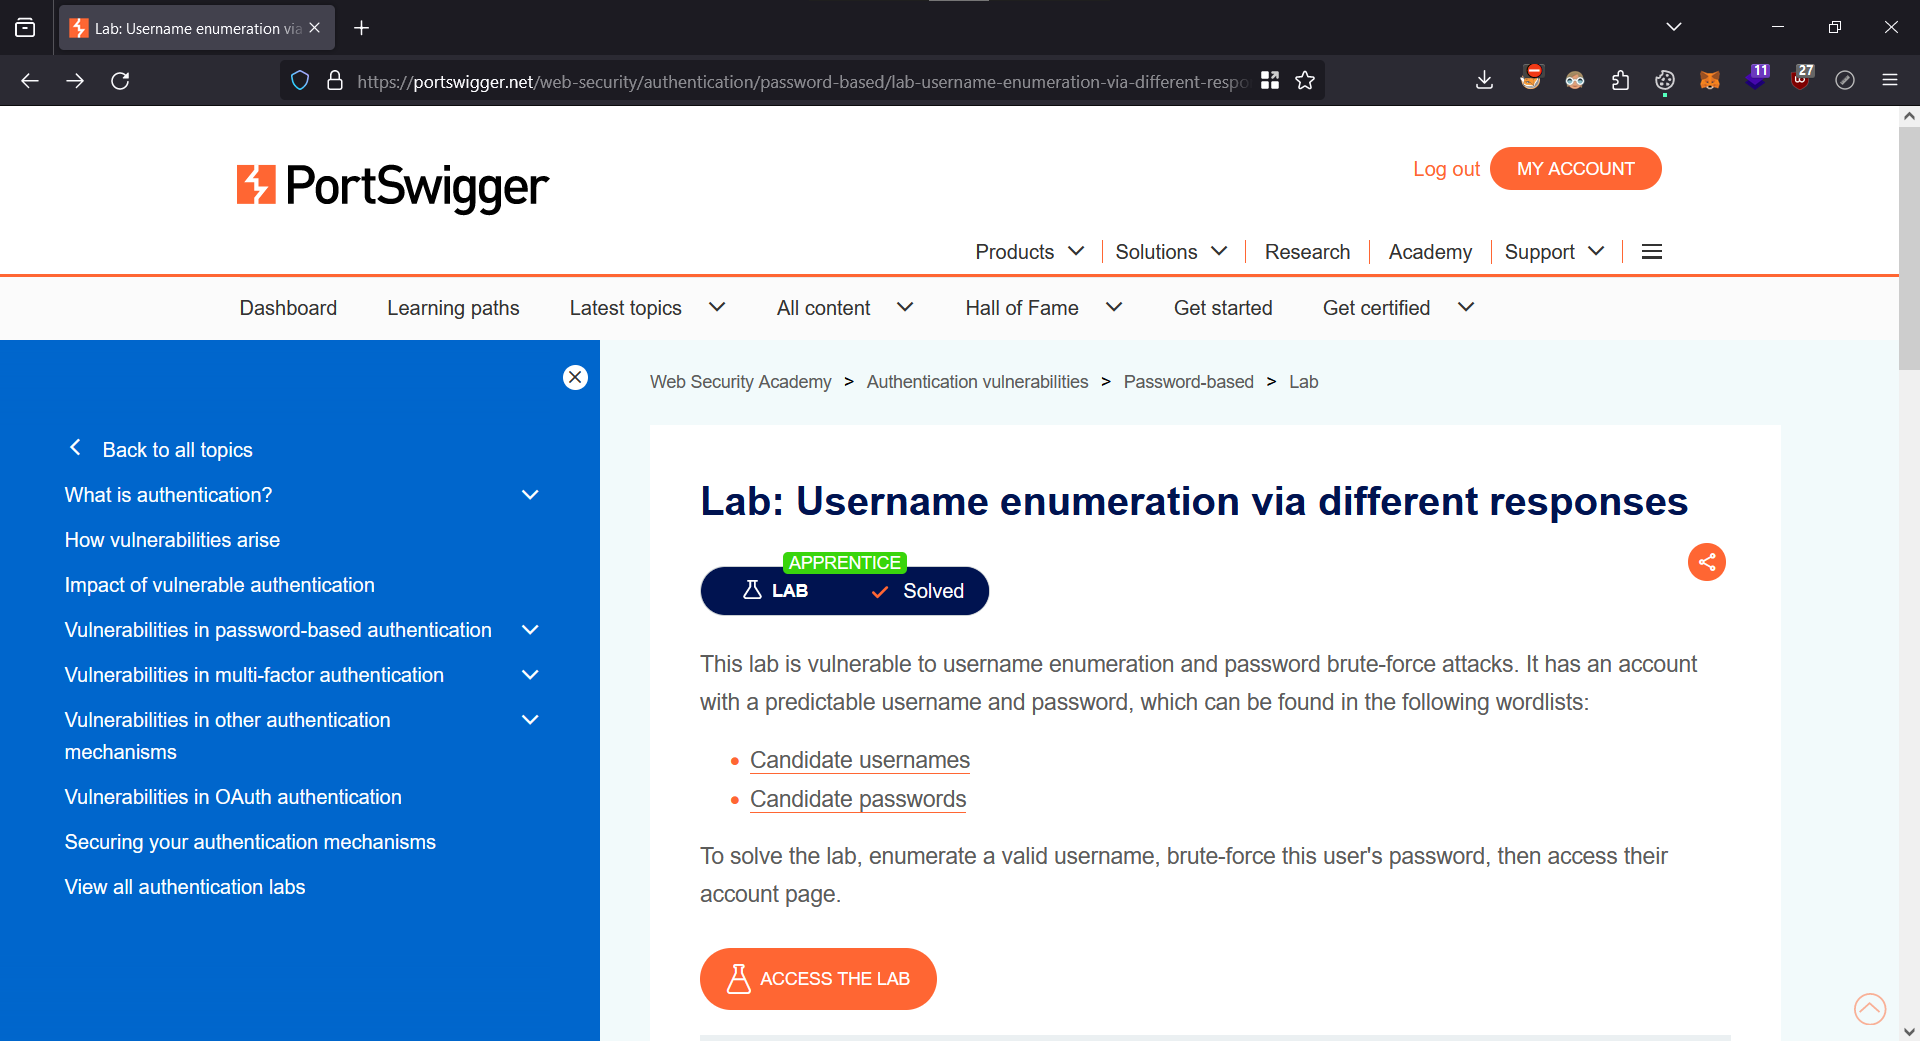 Lab: Username enumeration via
https://portswigger.net/web-security/authentication/password-based/lab-username-enumeration-via-different-respo
11
27
PortSwigger
Log out
MY ACCOUNT
Products
Solutions
Research
Academy
Support
Dashboard
Learning paths
Latest topics
All content
Hall of Fame
Get started
Get certified
Back to all topics
What is authentication?
How vulnerabilities arise
Impact of vulnerable authentication
Vulnerabilities in password-based authentication
Vulnerabilities in multi-factor authentication
Vulnerabilities in other authentication
mechanisms
Vulnerabilities in OAuth authentication
Securing your authentication mechanisms
View all authentication labs
Web Security Academy > Authentication vulnerabilities > Password-based > Lab
Lab: Username enumeration via different responses
APPRENTICE
LAB
Solved
This lab is vulnerable to username enumeration and password brute-force attacks. It has an account
with a predictable username and password, which can be found in the following wordlists:
• Candidate usernames
• Candidate passwords
To solve the lab, enumerate a valid username, brute-force this user's password, then access their
account page.
ACCESS THE LAB